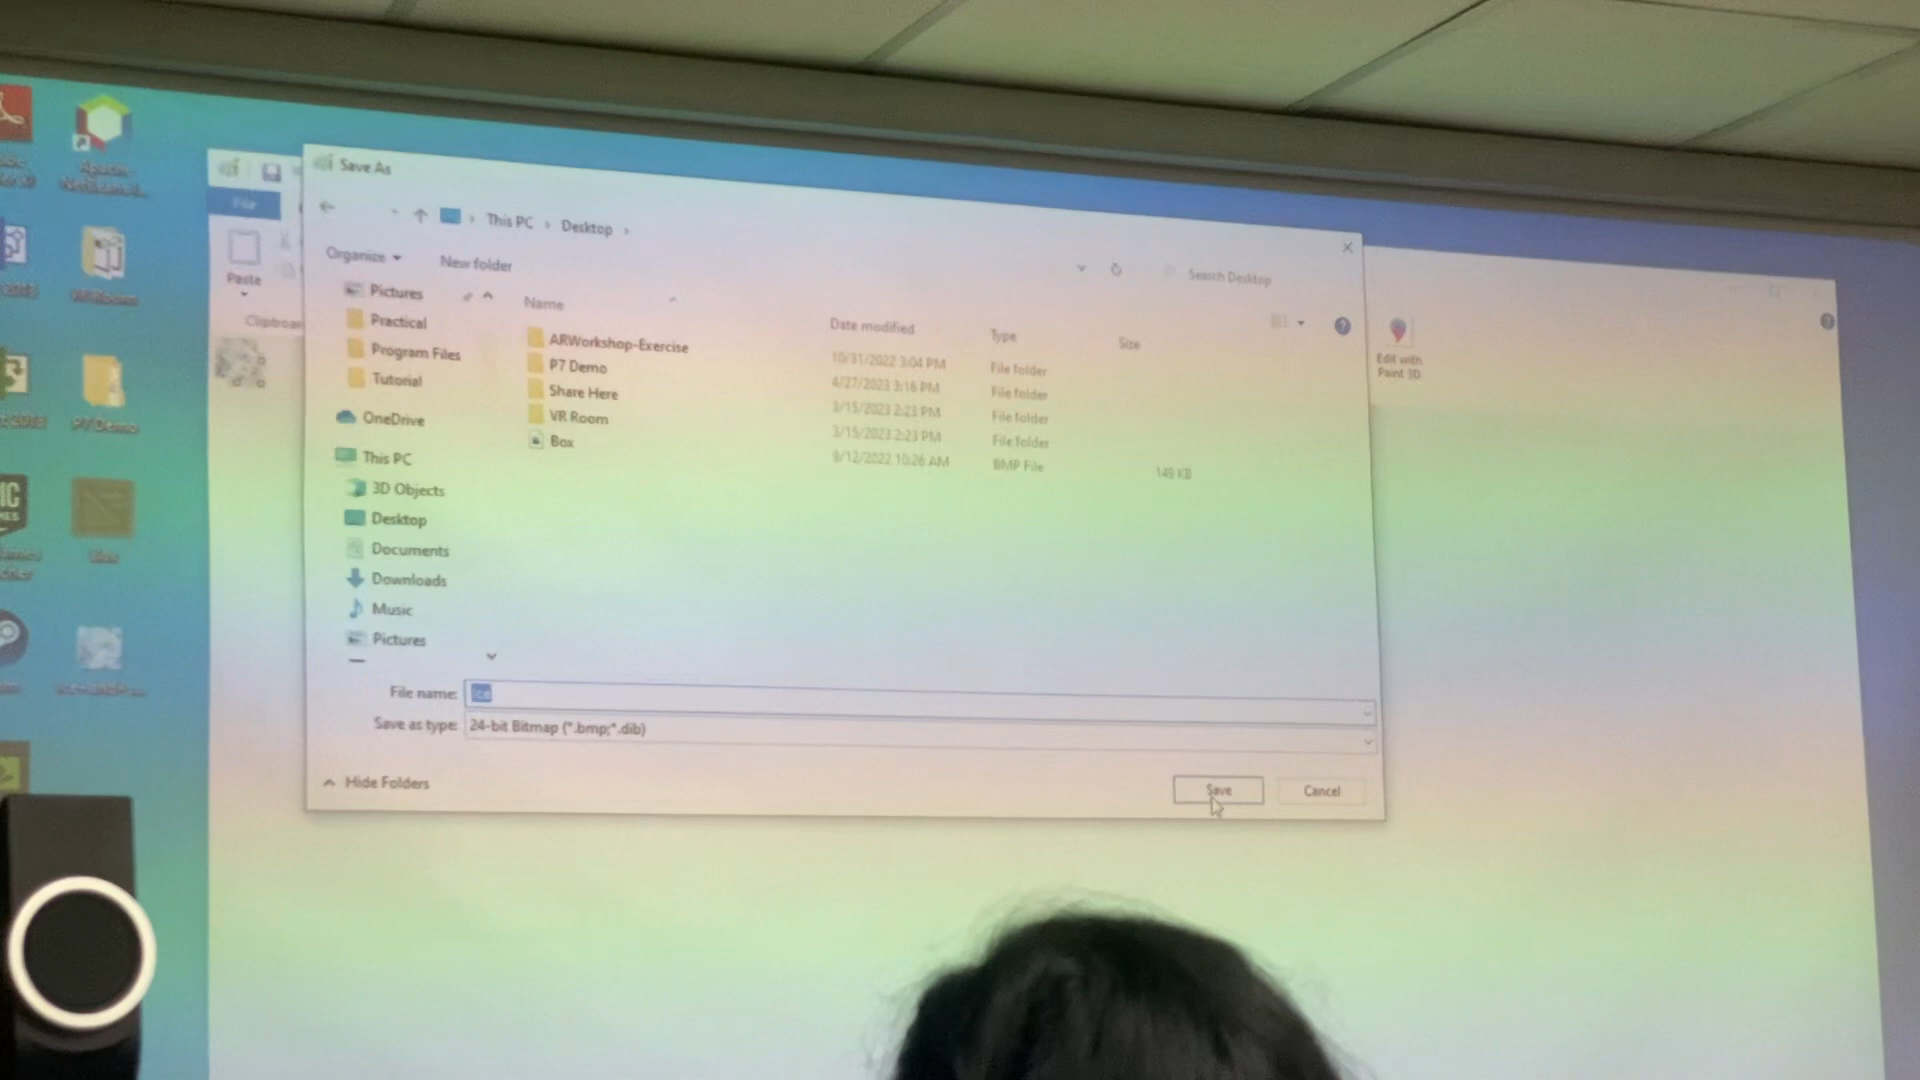 Save As
This PC > Desktop >
Organize
New folder
Search Desktop
File
Paste
Pictures
Practical
Program Files
Tutorial
OneDrive
This PC
3D Objects
Desktop
Documents
Downloads
Music
Pictures
Name Date modified Type Size
ARWorkshop-Exercise 10/31/2022 3:04 PM File folder
P7 Demo 4/27/2023 3:16 PM File folder
Share Here 3/15/2023 2:23 PM File folder
VR Room 3/15/2023 2:23 PM File folder
Box 9/12/2022 10:26 AM BMP File 149 KB
File name: ice
Save as type: 24-bit Bitmap (*.bmp;*.dib)
Hide Folders
Save
Cancel
Edit with
Paint 3D
Apache
P7 Demo